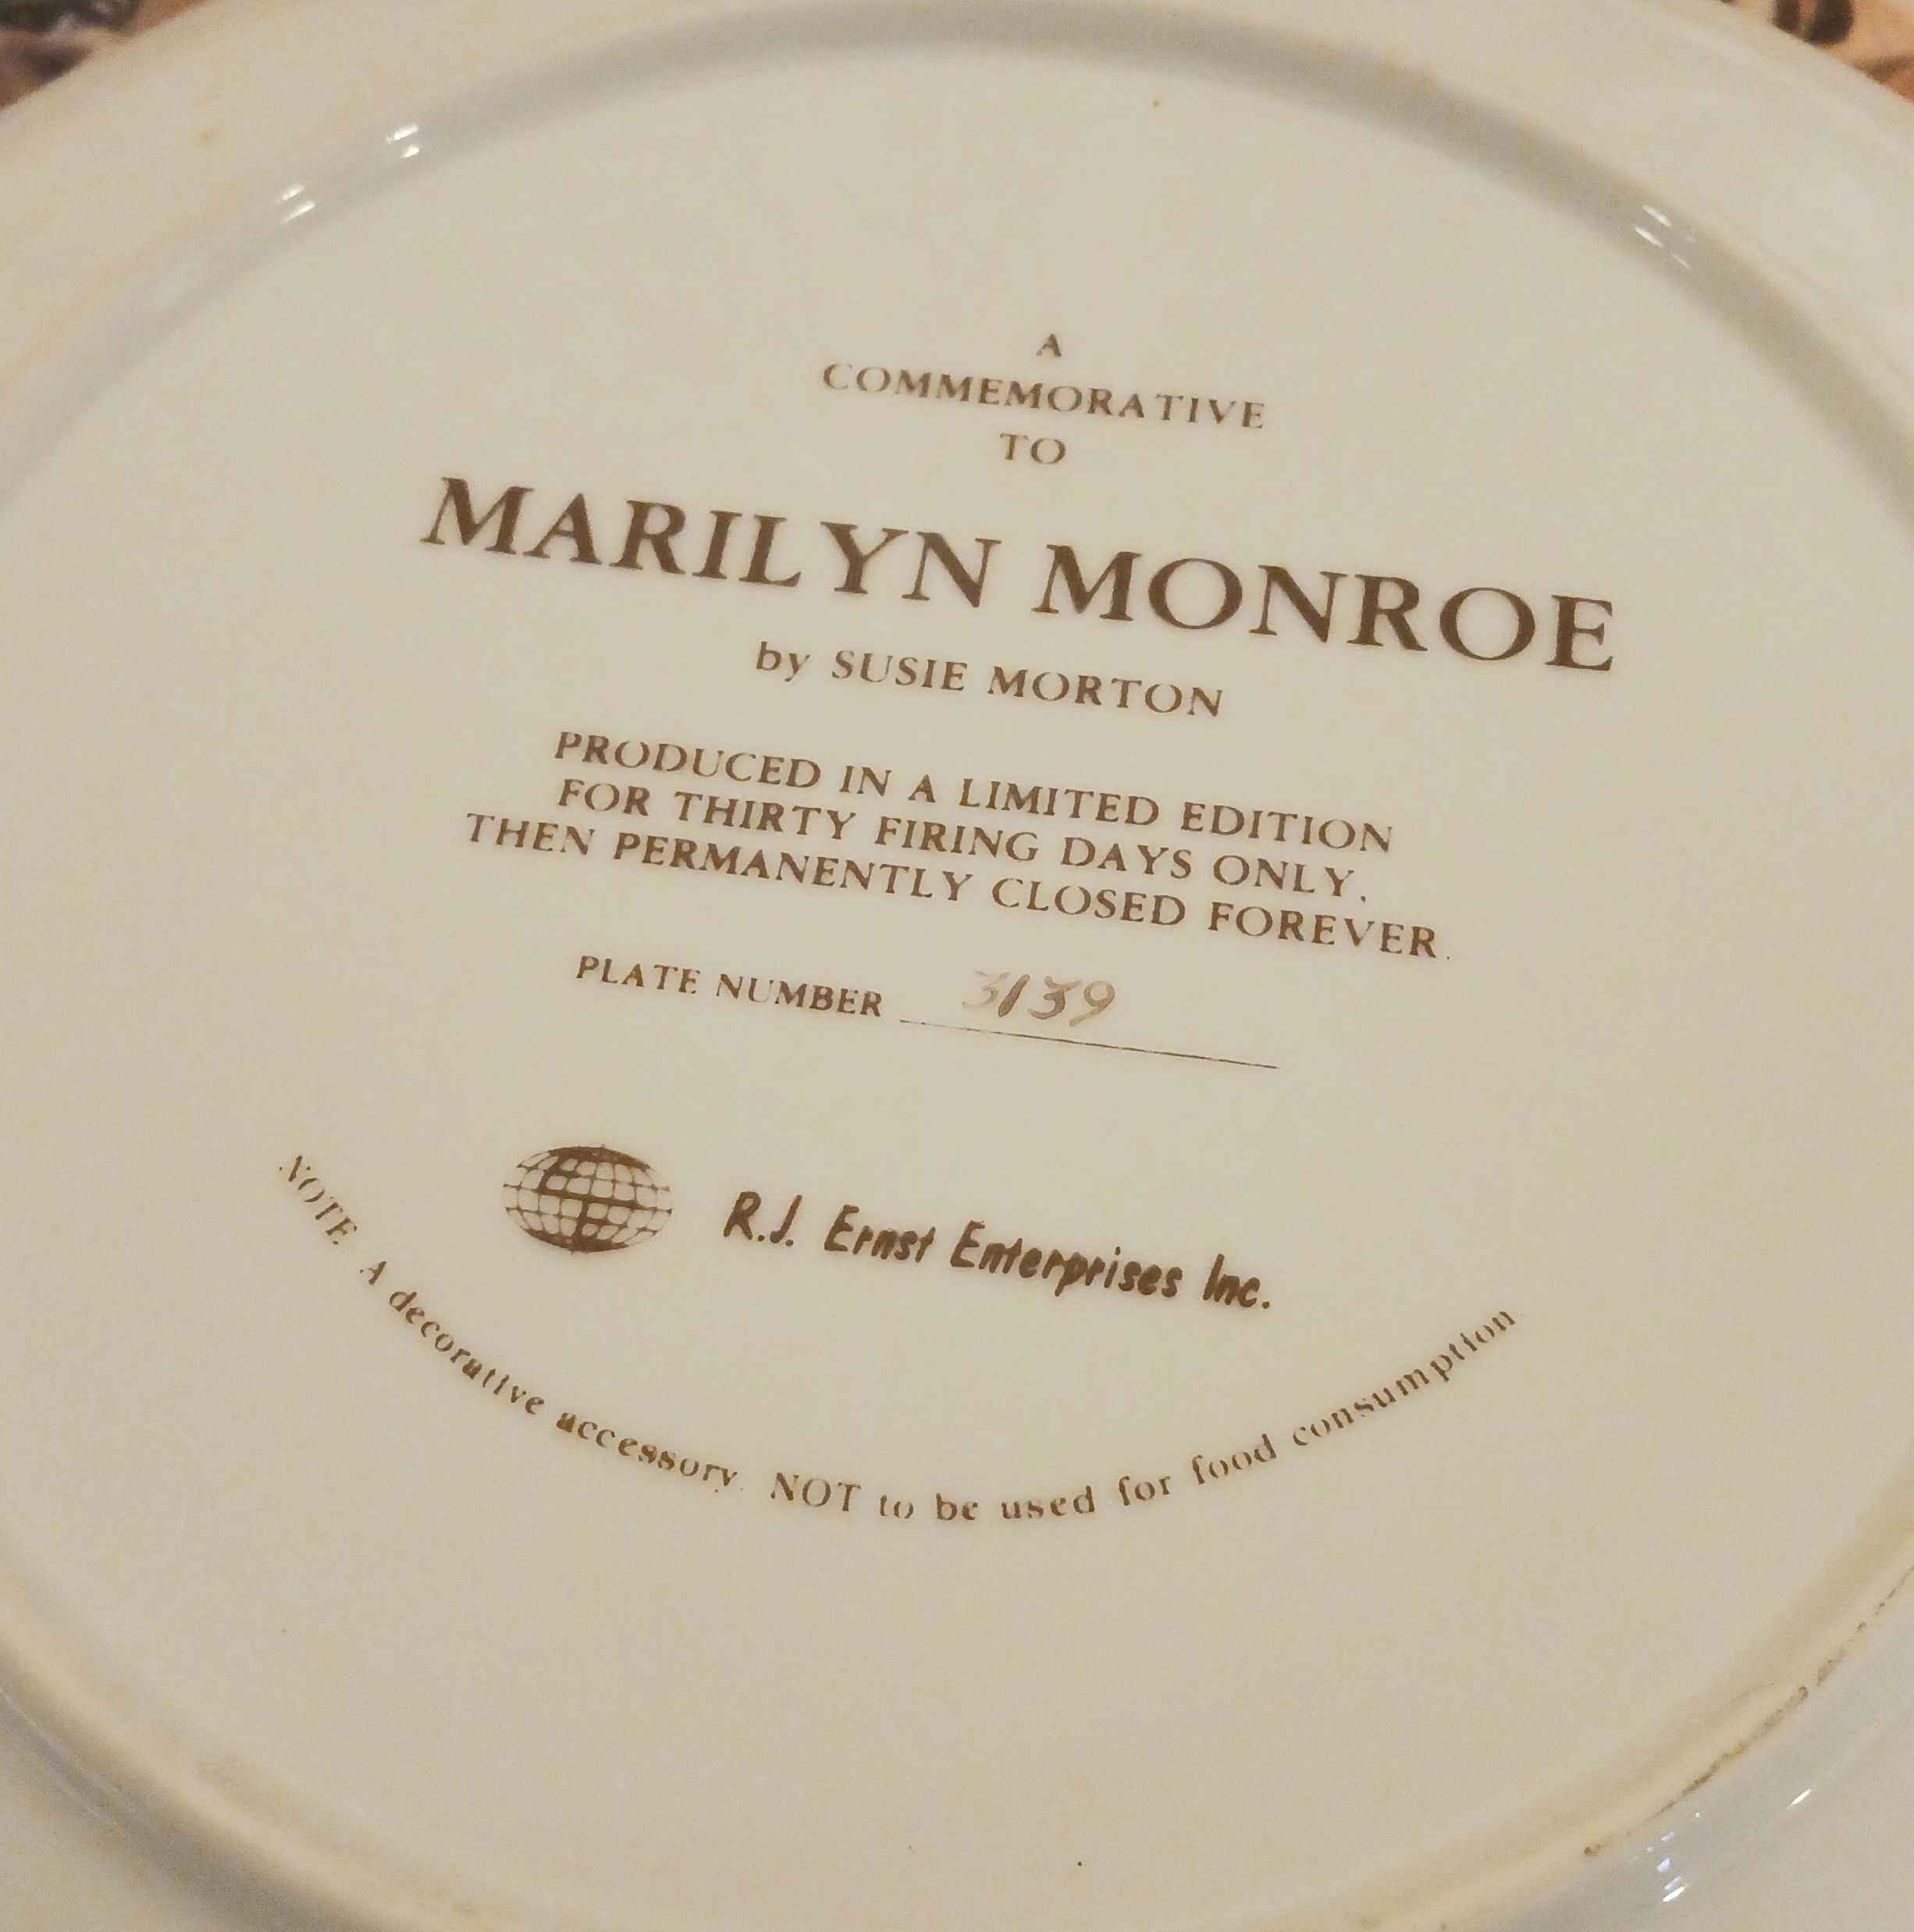 A
COMMEMORATIVE
TO
MARILYN MONROE
by SUSIE MORTON
PRODUCED IN A LIMITED EDITION
FOR THIRTY FIRING DAYS ONLY.
THEN PERMANENTLY CLOSED FOREVER.
PLATE NUMBER 3139
R.J. Ernst Enterprises Inc.
NOTE A decorative accessory. NOT to be used for food consumption